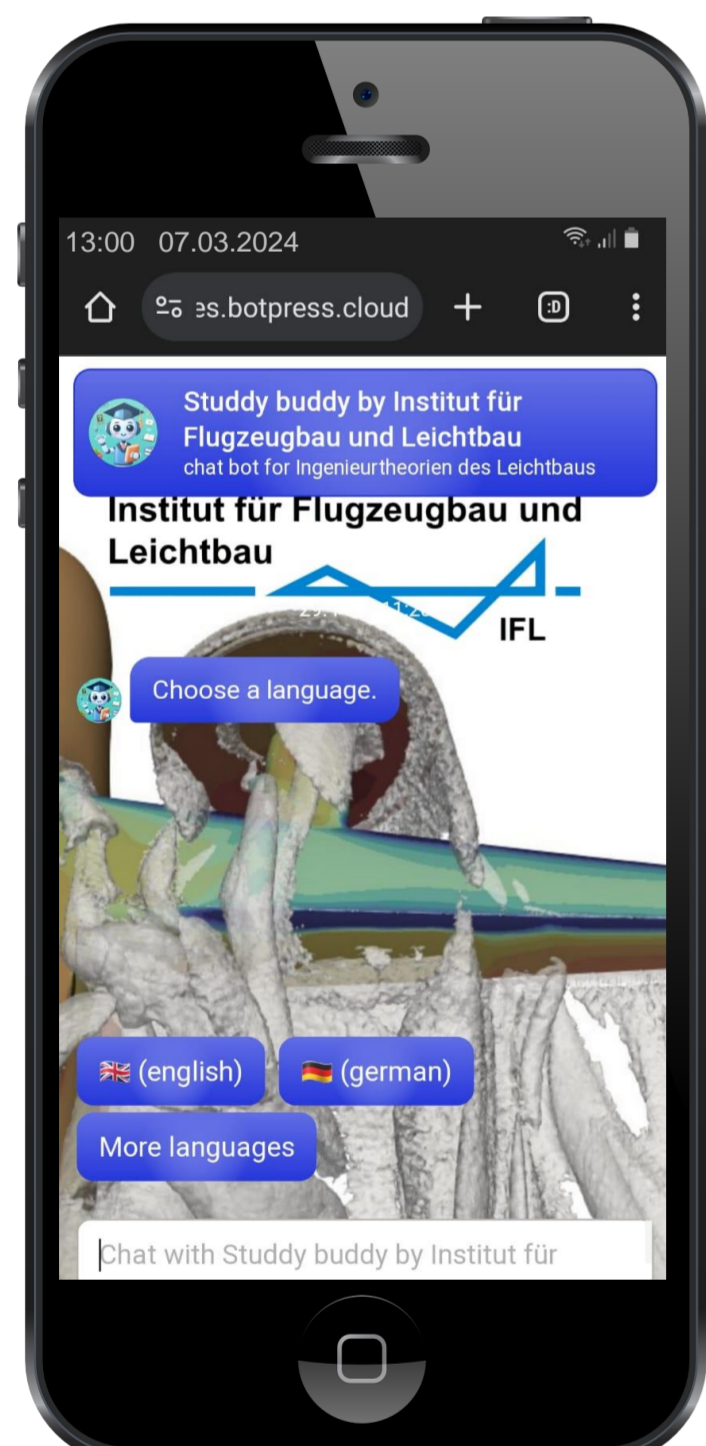 13:00 07.03.2024
es.botpress.cloud
:D
Studdy buddy by Institut für
Flugzeugbau und Leichtbau
chat bot for Ingenieurtheorien des Leichtbaus
Institut für Flugzeugbau und
Leichtbau
IFL
Choose a language.
(english) (german)
More languages
Chat with Studdy buddy by Institut für